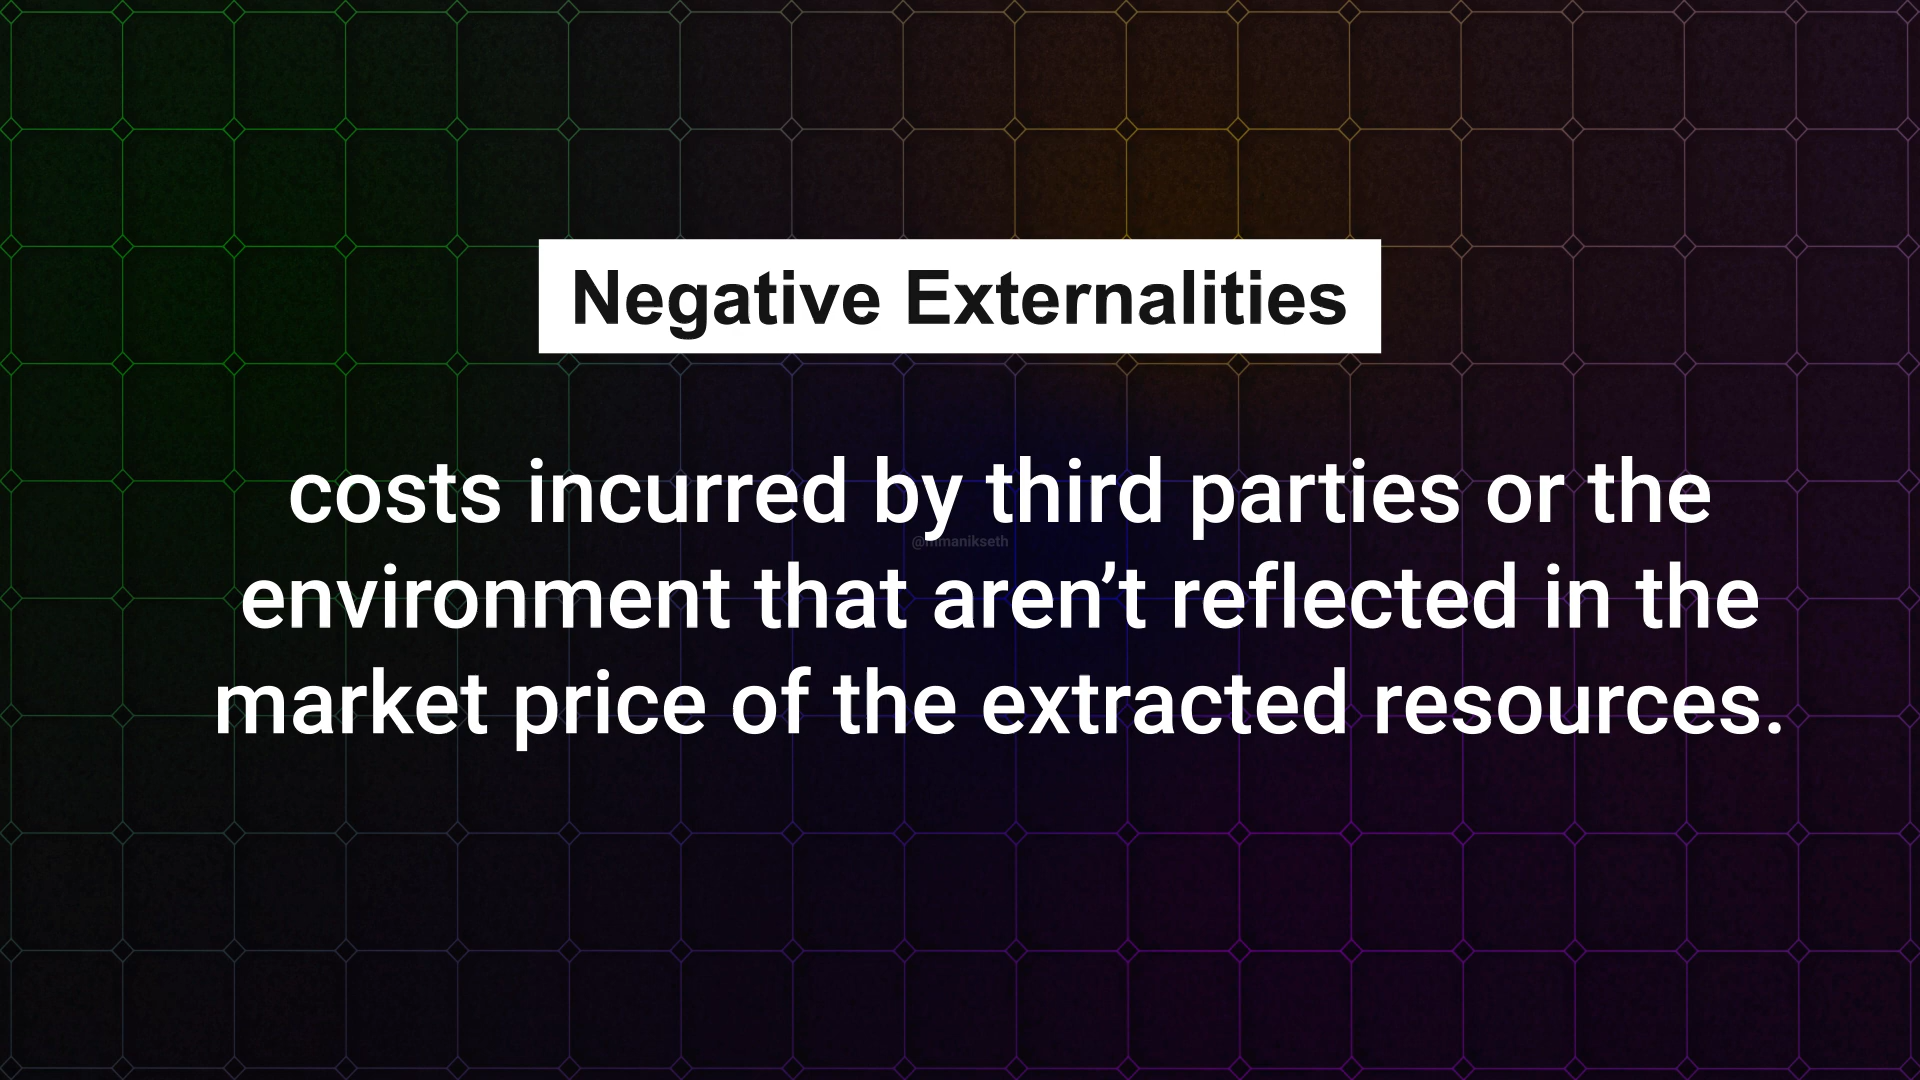 Negative Externalities
costs incurred by third parties or the
@mmanikseth
environment that aren’t reflected in the
market price of the extracted resources.